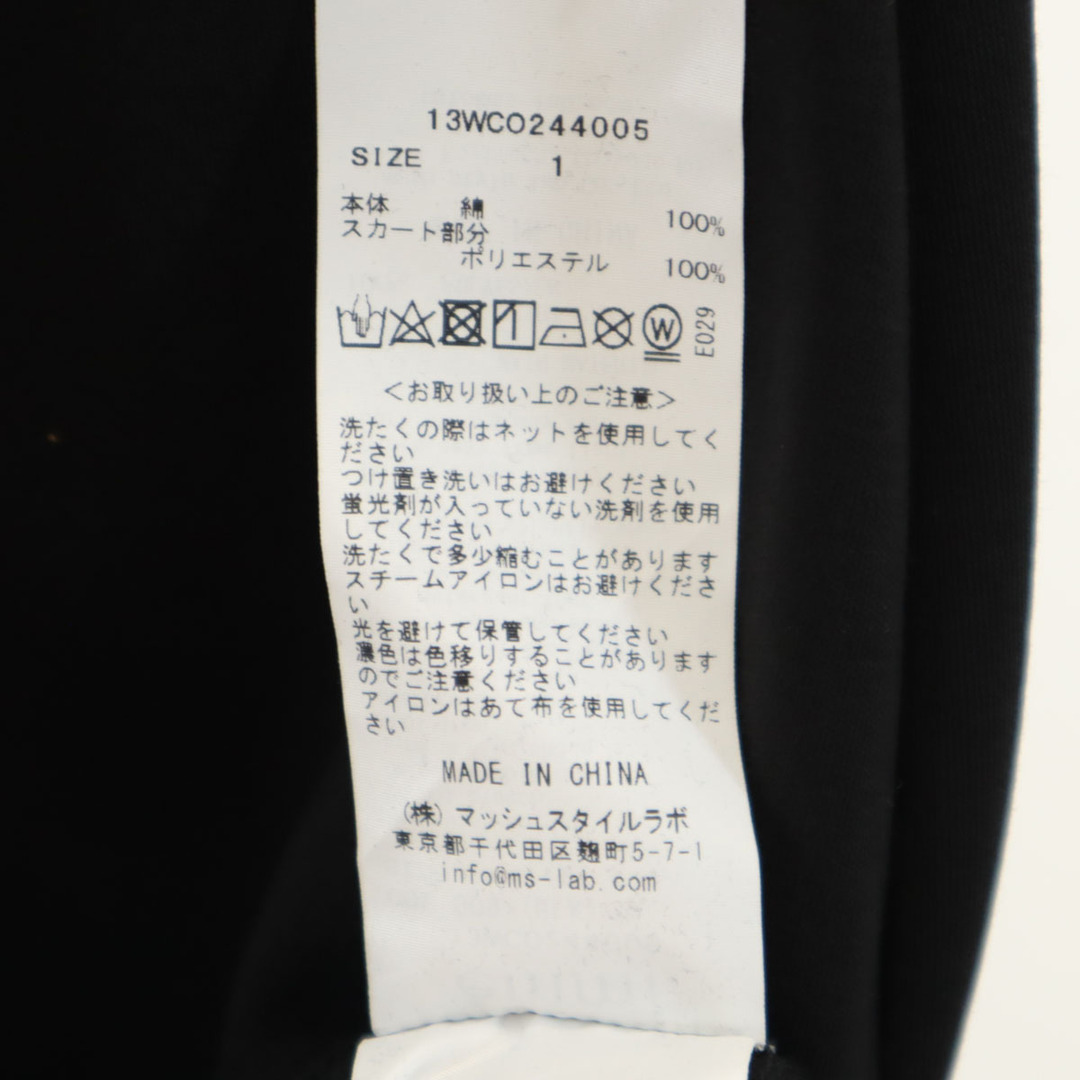 13WCO244005
SIZE 1
本体 綿 100%
スカート部分
ポリエステル 100%
W
E029
<お取り扱い上のご注意>
洗たくの際はネットを使用してく
ださい
つけ置き洗いはお避けください
蛍光剤が入っていない洗剤を使用
してください
洗たくで多少縮むことがあります
スチームアイロンはお避けくださ
い
光を避けて保管してください
濃色は色移りすることがあります
のでご注意ください
アイロンはあて布を使用してくだ
さい
MADE IN CHINA
(株)マッシュスタイルラボ
東京都千代田区麹町5-7-1
info@ms-lab.com